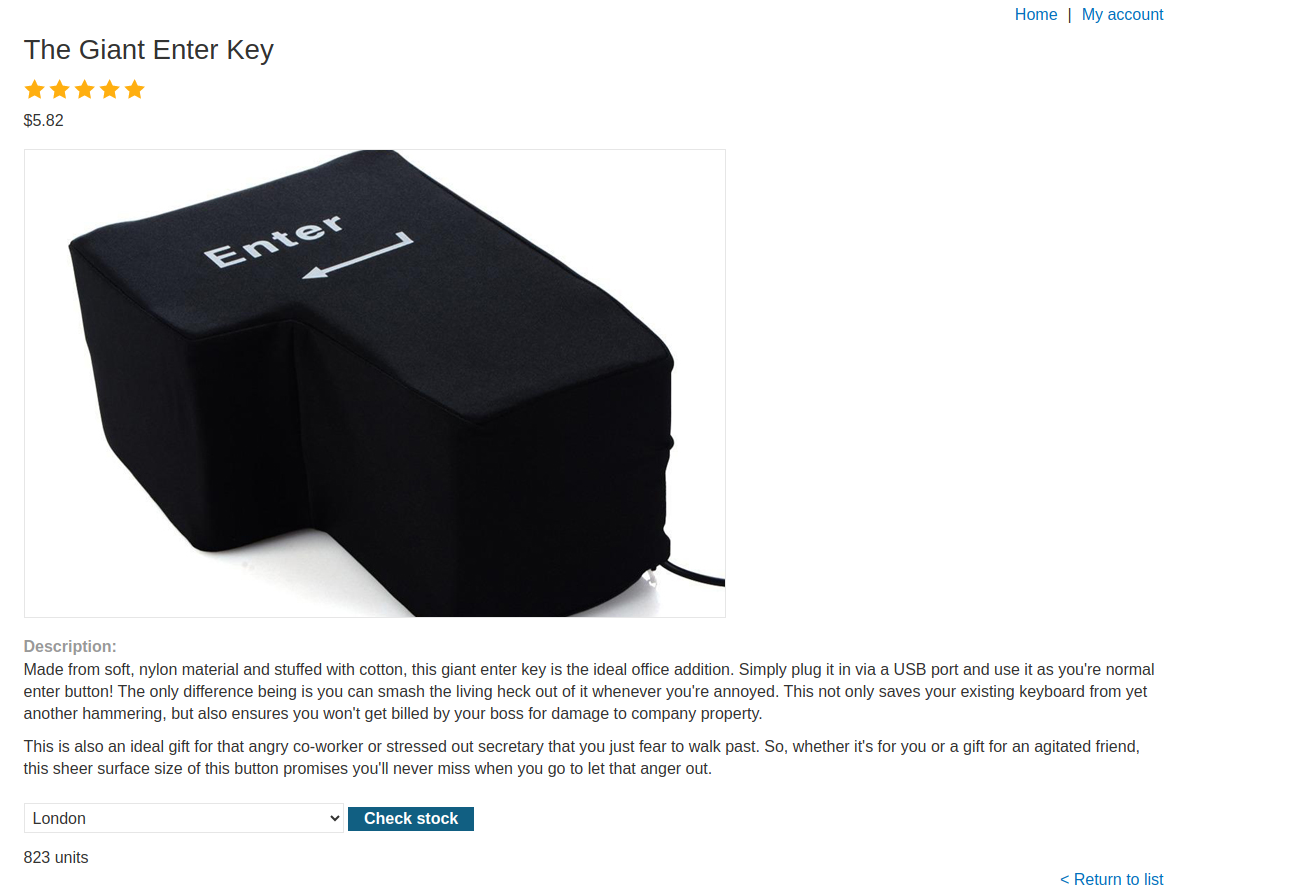 Home | My account
The Giant Enter Key
$5.82
Enter
Description:
Made from soft, nylon material and stuffed with cotton, this giant enter key is the ideal office addition. Simply plug it in via a USB port and use it as you're normal
enter button! The only difference being is you can smash the living heck out of it whenever you're annoyed. This not only saves your existing keyboard from yet
another hammering, but also ensures you won't get billed by your boss for damage to company property.
This is also an ideal gift for that angry co-worker or stressed out secretary that you just fear to walk past. So, whether it's for you or a gift for an agitated friend,
this sheer surface size of this button promises you'll never miss when you go to let that anger out.
London Check stock
823 units
< Return to list